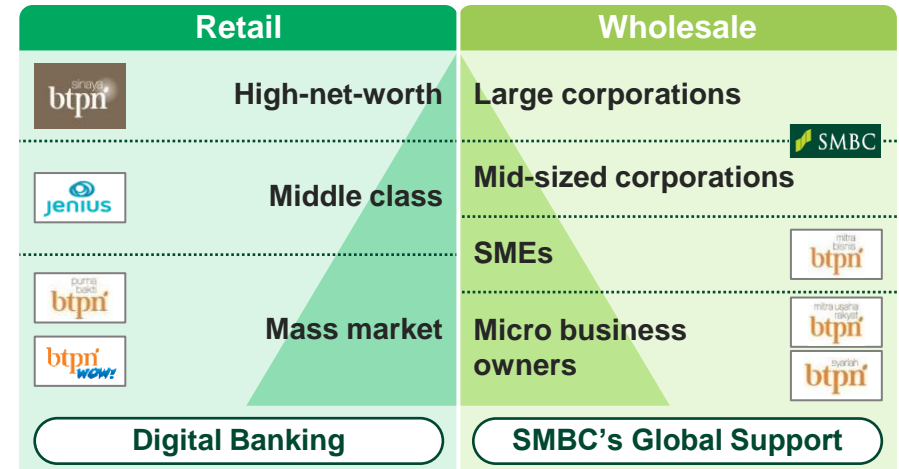 Retail
Wholesale
sinaya
btpn
High-net-worth
Large corporations
SMBC
jenius
Middle class
Mid-sized corporations
SMEs
mitra
bisnis
btpn
purna
bakti
btpn
btpn
wow!
Mass market
Micro business
owners
mitra usaha
rakyat
btpn
syariah
btpn
Digital Banking
SMBC's Global Support